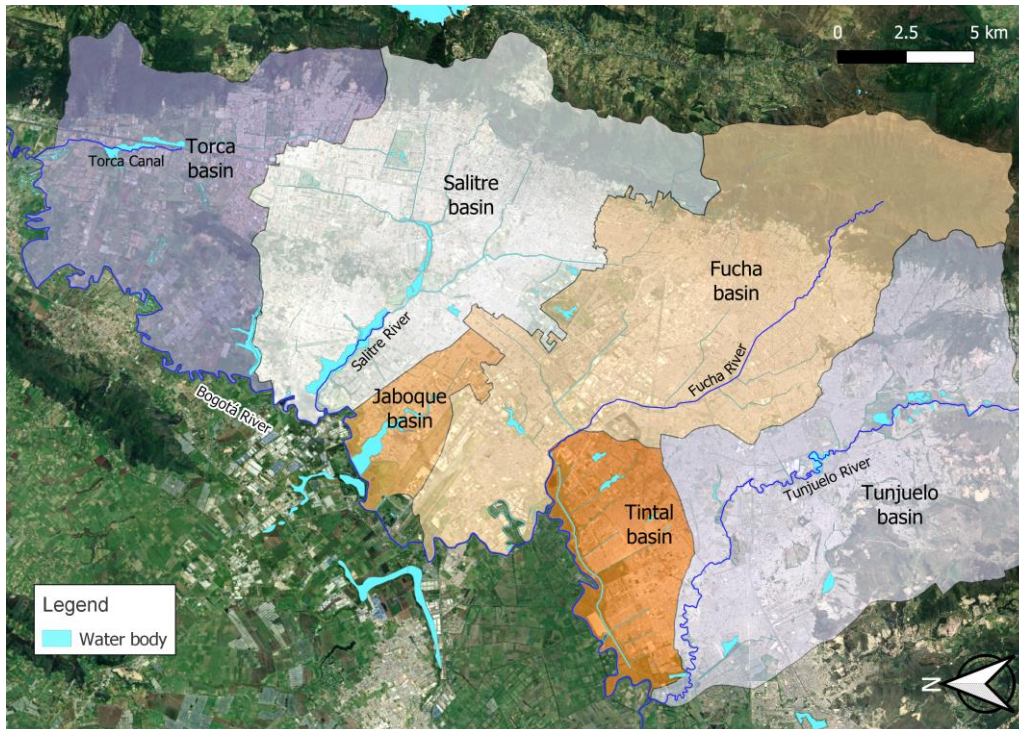 0 2.5 5 km
Torca
basin
Torca Canal
Salitre
basin
Fucha
basin
Salitre River
Fucha River
Jaboque
basin
Bogotá River
Tunjuelo River
Tunjuelo
basin
Tintal
basin
Legend
Water body
N